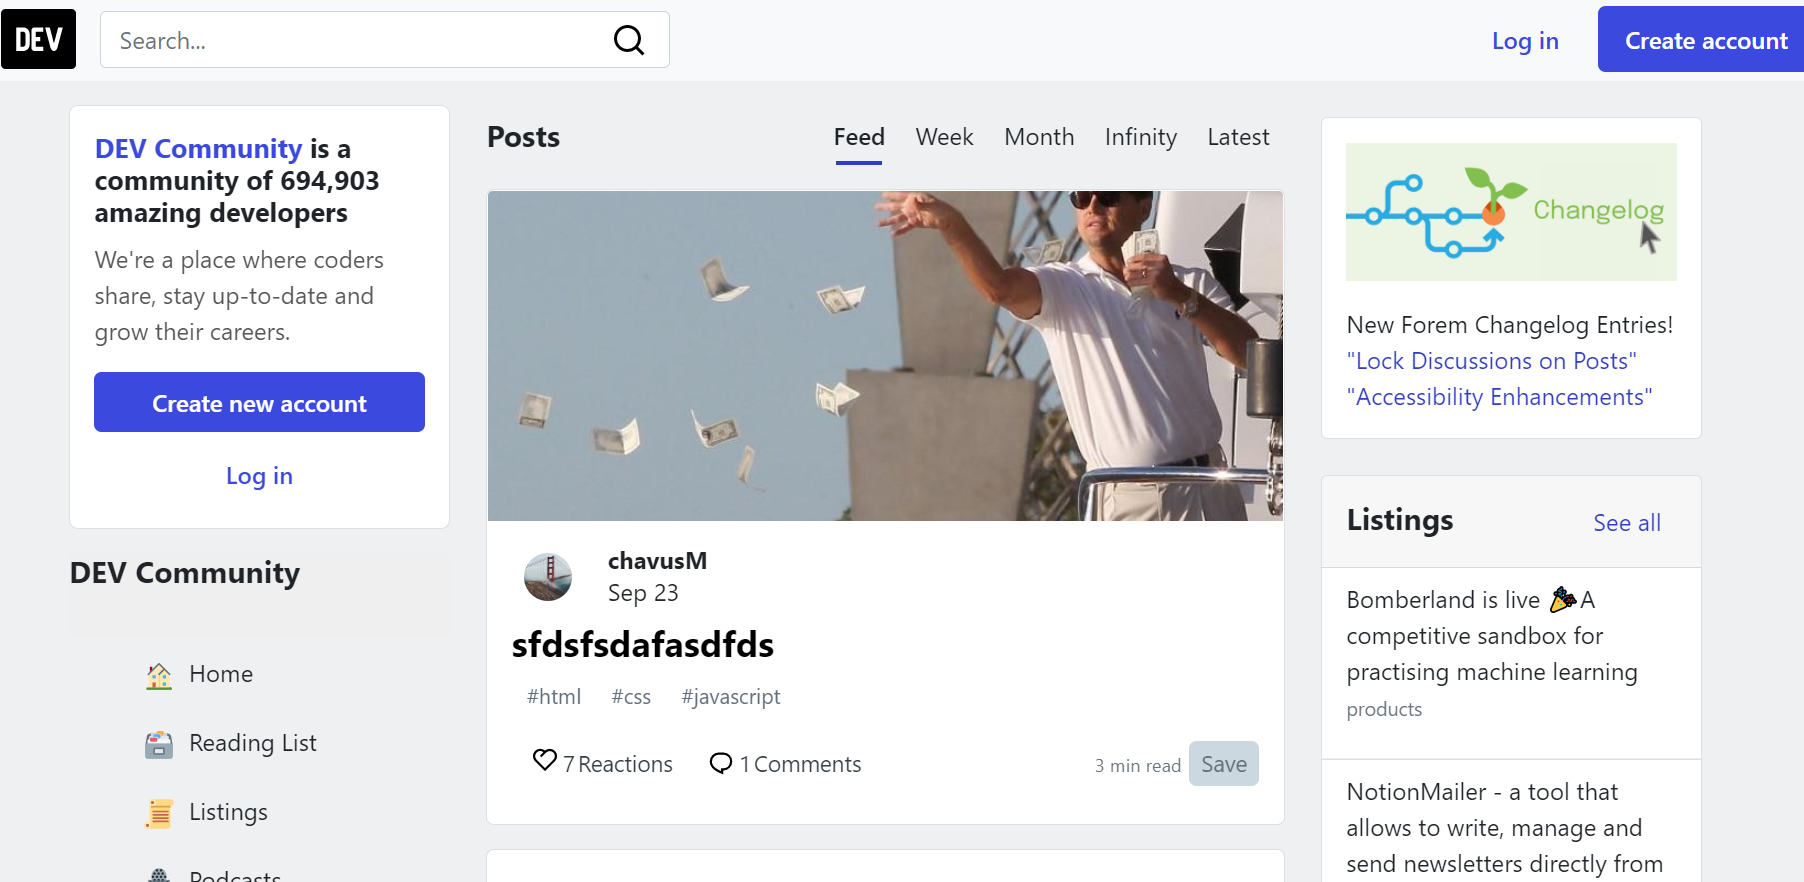 DEV
Search...
Log in
Create account
DEV Community is a
community of 694,903
amazing developers
We're a place where coders
share, stay up-to-date and
grow their careers.
Create new account
Log in
DEV Community
Home
Reading List
Listings
Podcasts
Posts
Feed Week Month Infinity Latest
chavusM
Sep 23
sfdsfsdafasdfds
#html #css #javascript
7 Reactions 1 Comments 3 min read Save
Changelog
New Forem Changelog Entries!
"Lock Discussions on Posts"
"Accessibility Enhancements"
Listings See all
Bomberland is live 🎉 A
competitive sandbox for
practising machine learning
products
NotionMailer - a tool that
allows to write, manage and
send newsletters directly from